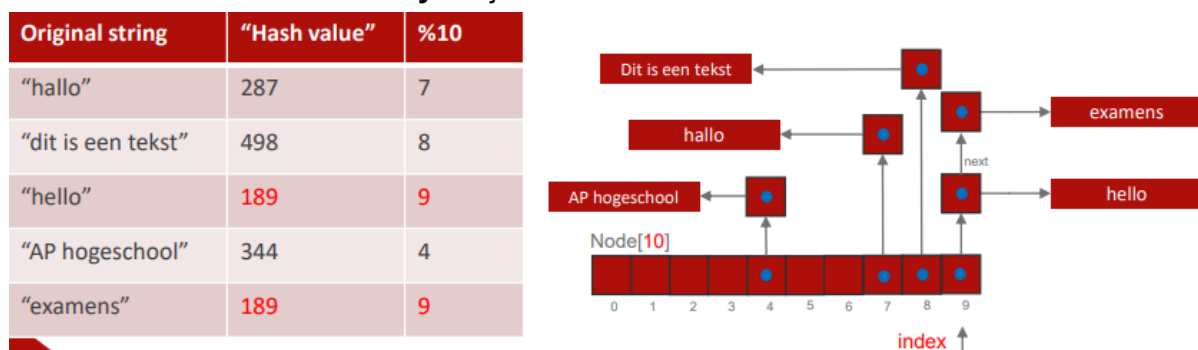 Original string “Hash value” %10
“hallo” 287 7
“dit is een tekst” 498 8
“hello” 189 9
“AP hogeschool” 344 4
“examens” 189 9
Dit is een tekst
examens
hallo
next
AP hogeschool
hello
Node[10]
0 1 2 3 4 5 6 7 8 9
index